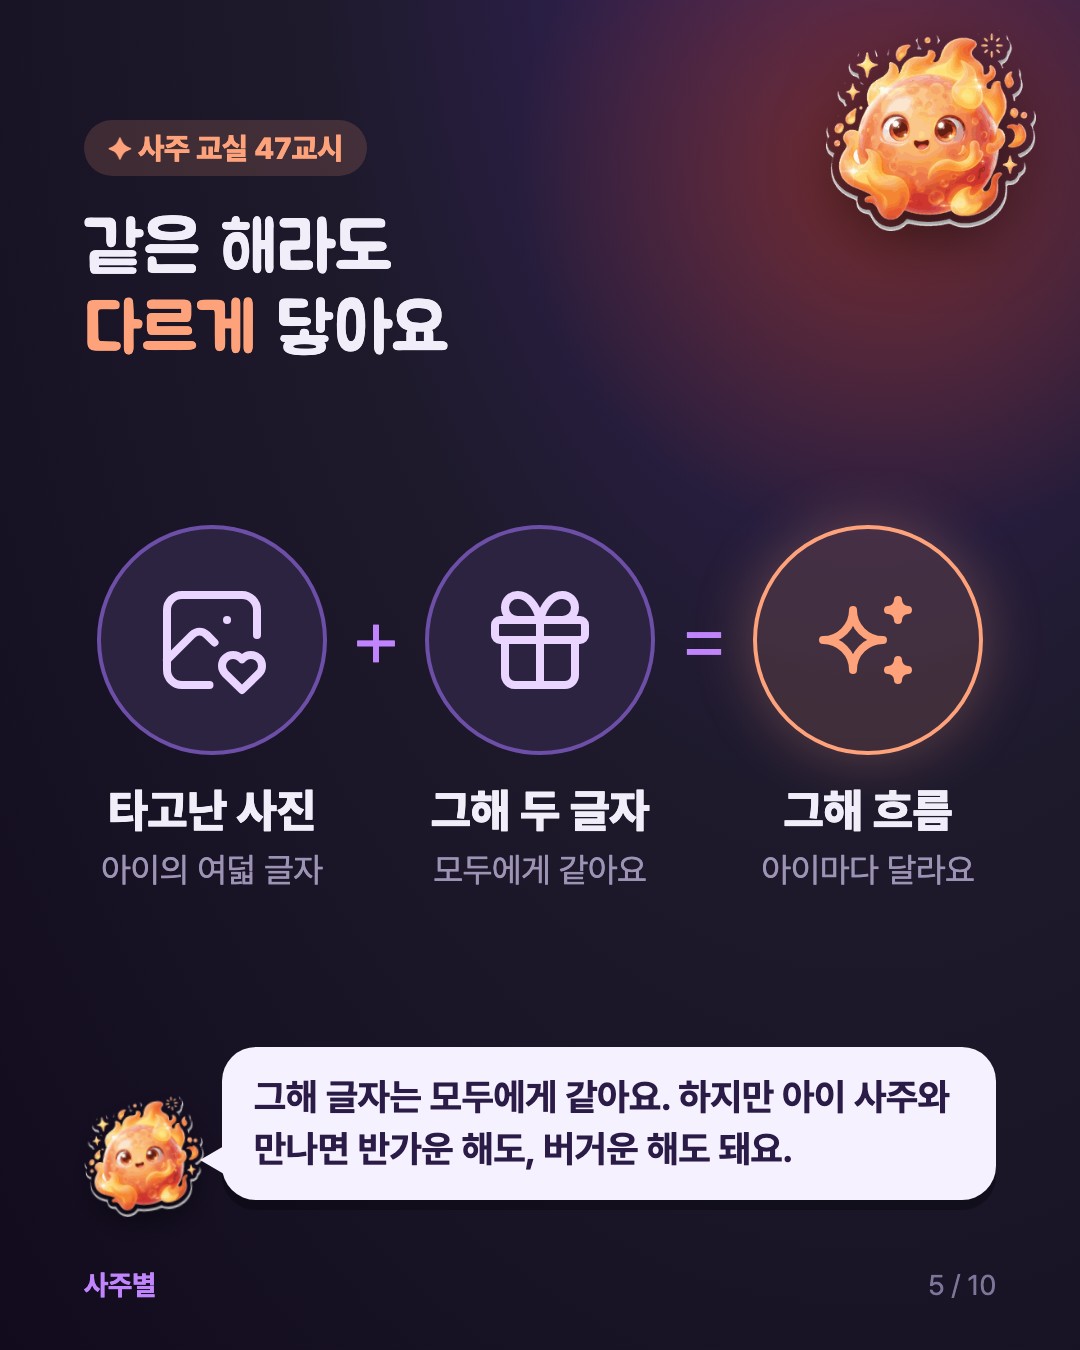 사주 교실 47교시
같은 해라도
다르게 닿아요
+
=
타고난 사진
그해 두 글자
그해 흐름
아이의 여덟 글자
모두에게 같아요
아이마다 달라요
그해 글자는 모두에게 같아요. 하지만 아이 사주와
만나면 반가운 해도, 버거운 해도 돼요.
사주별
5 / 10